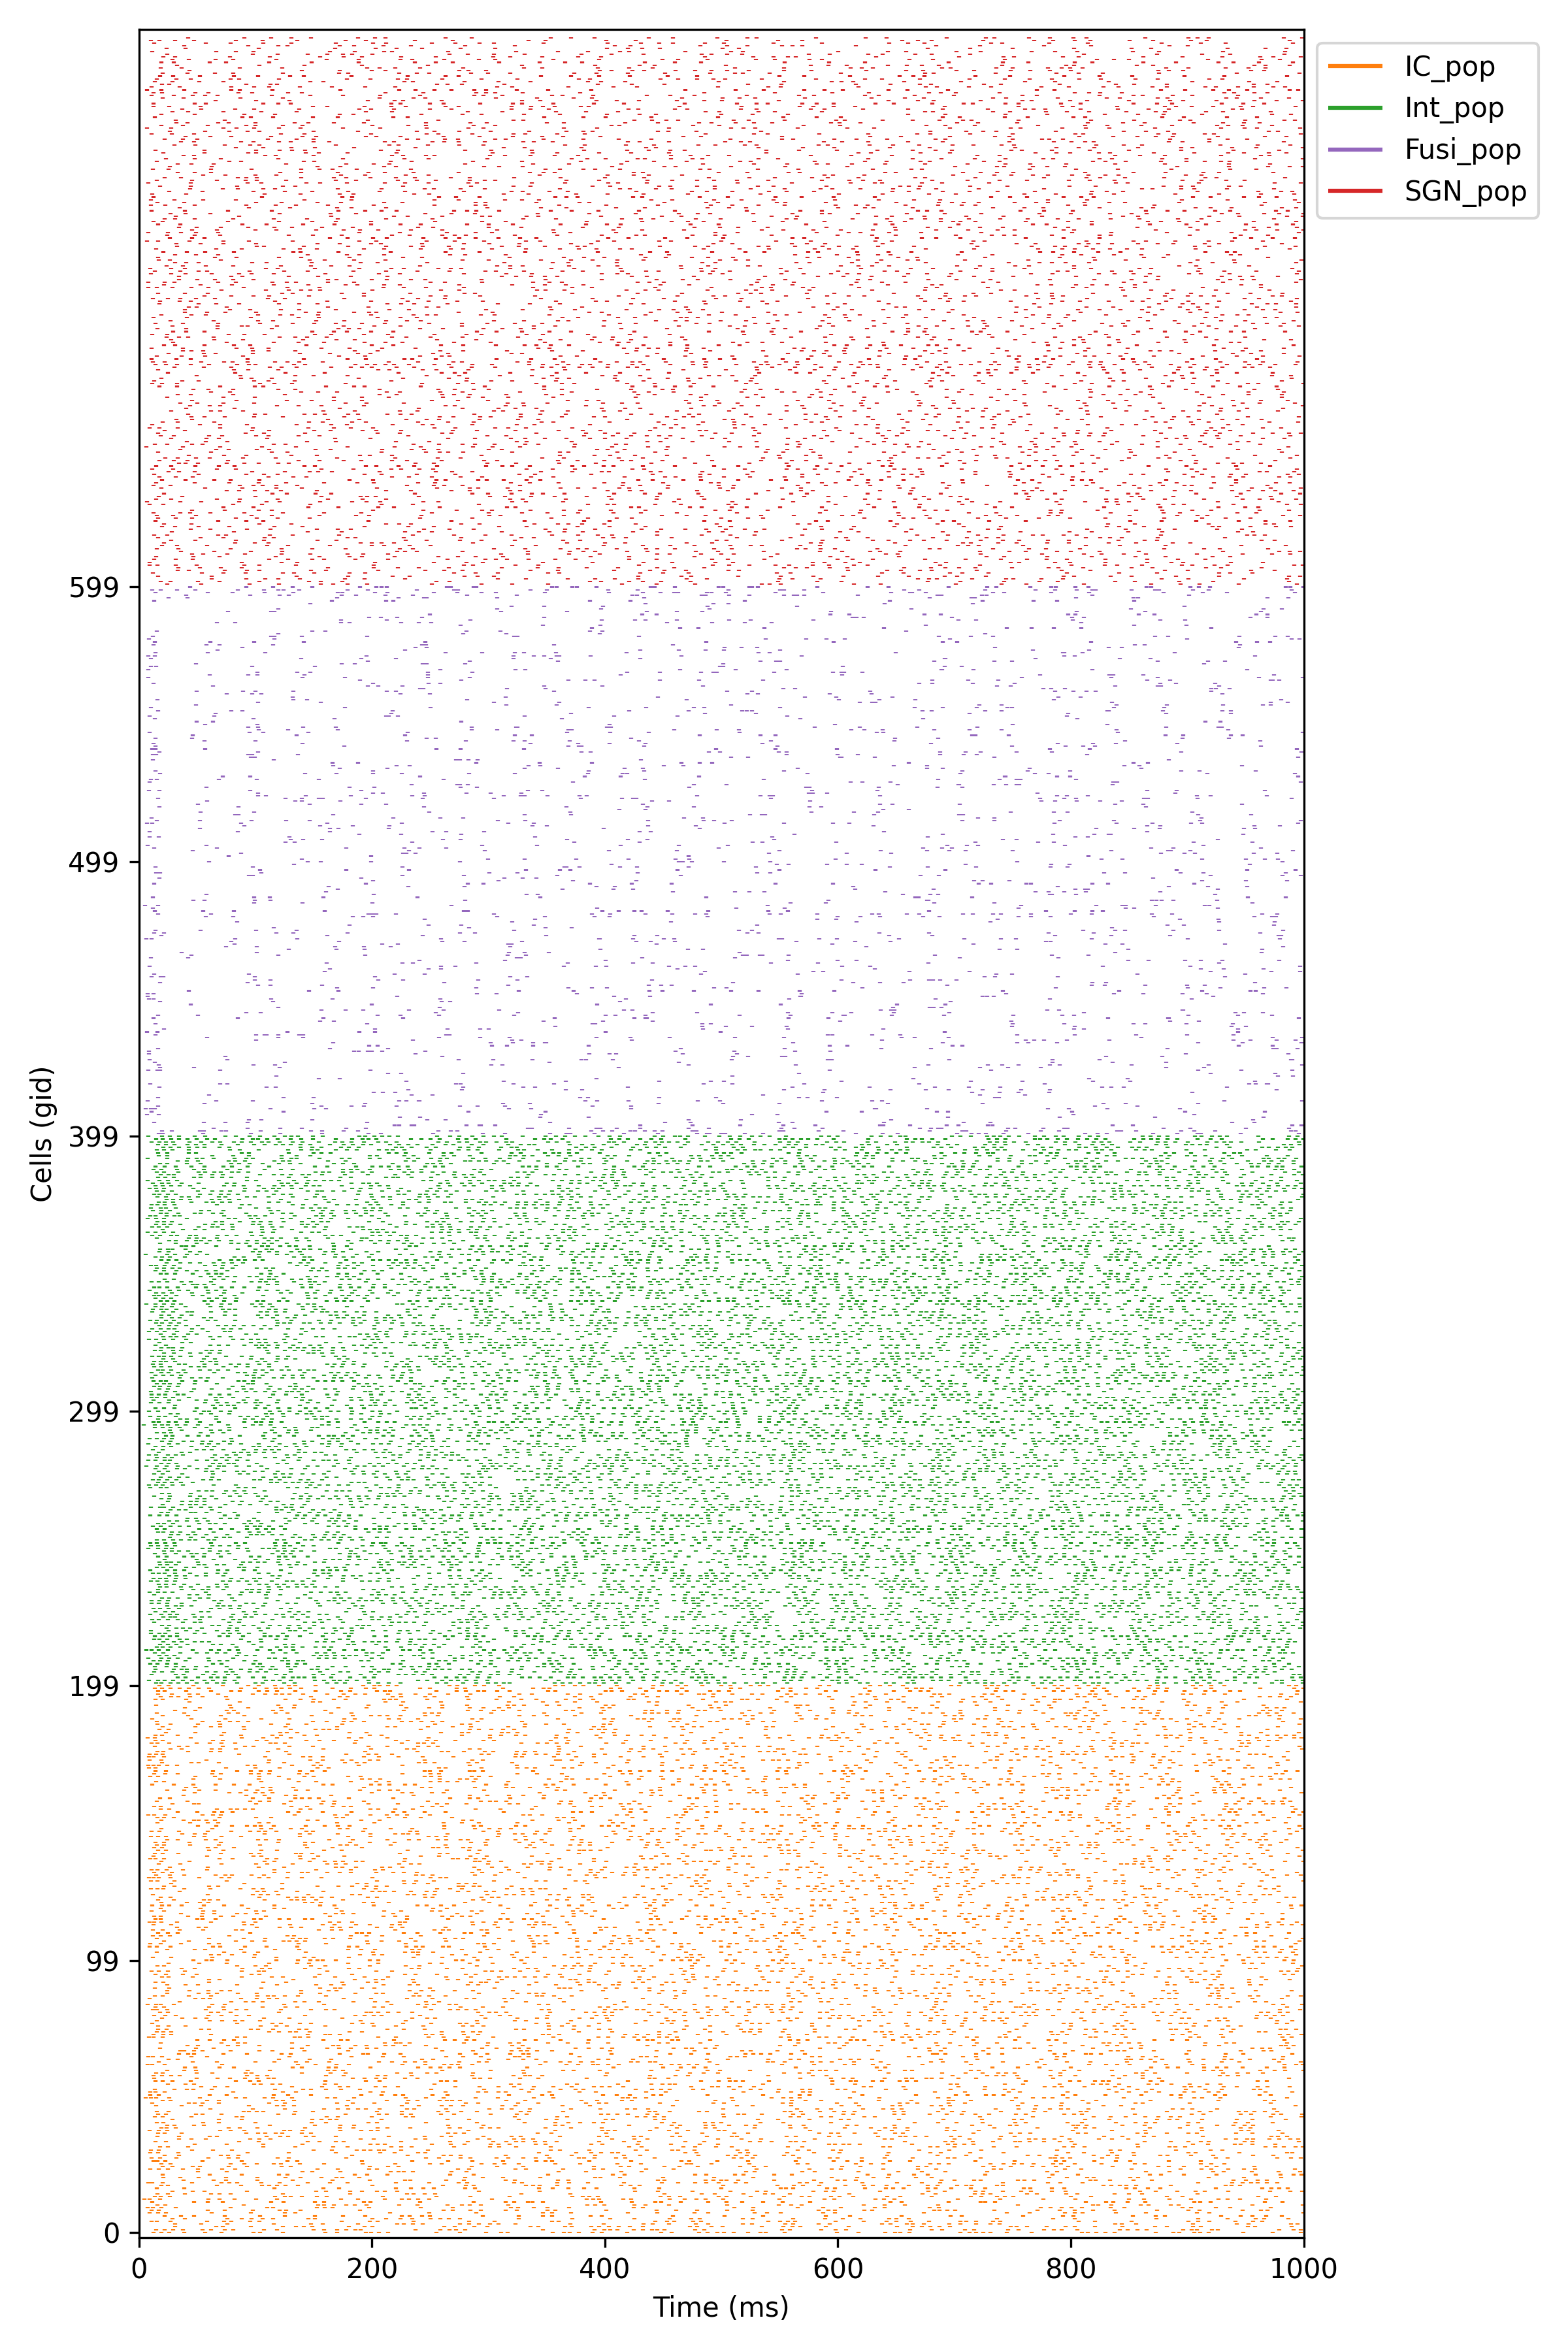 IC_pop
Int_pop
Fusi_pop
SGN_pop
599
499
399
299
199
99
0
Cells (gid)
0 200 400 600 800 1000
Time (ms)